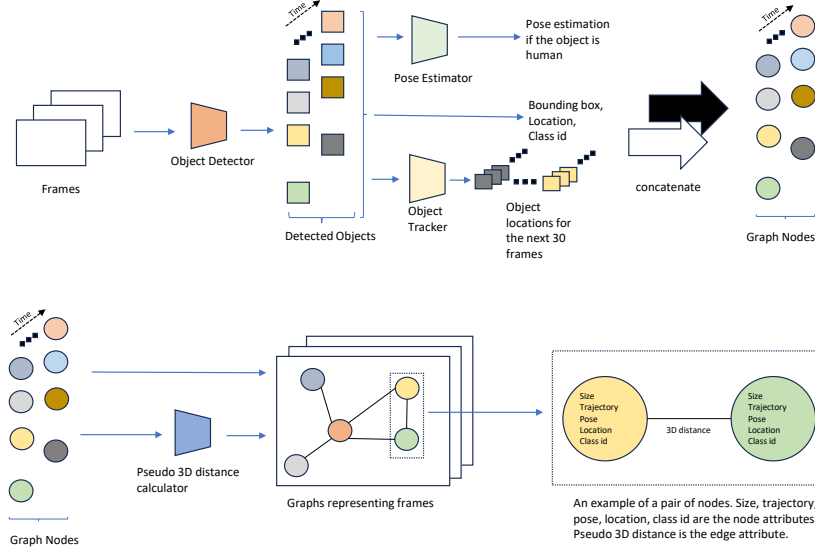 Time
Time
Pose estimation
if the object is
human
Pose Estimator
Bounding box,
Location,
Class id
Object Detector
Frames
concatenate
Object
Tracker
Object
locations for
the next 30
frames
Detected Objects
Graph Nodes
Time
Size
Trajectory
Pose
Location
Class id
3D distance
Size
Trajectory
Pose
Location
Class id
Pseudo 3D distance
calculator
Graphs representing frames
Graph Nodes
An example of a pair of nodes. Size, trajectory,
pose, location, class id are the node attributes
Pseudo 3D distance is the edge attribute.